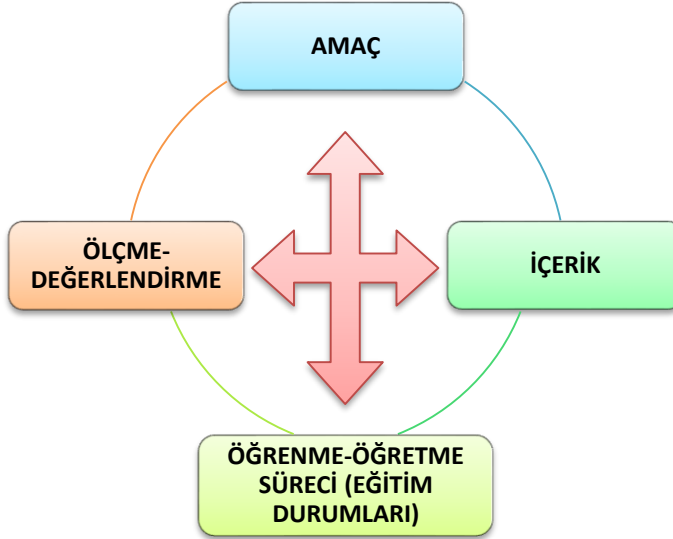 AMAÇ
ÖLÇME-
DEĞERLENDİRME
İÇERİK
ÖĞRENME-ÖĞRETME
SÜRECİ (EĞİTİM
DURUMLARI)